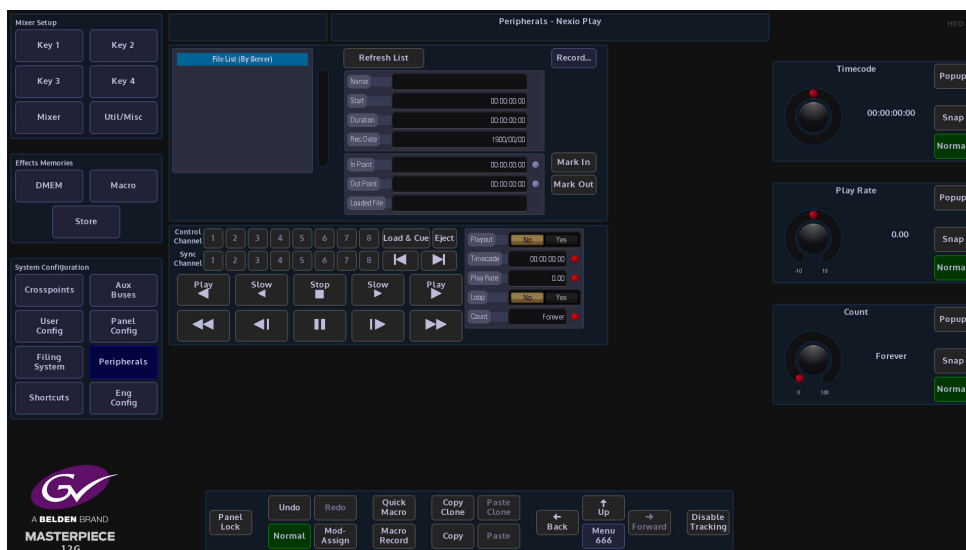 Mixer Setup
Peripherals - Nexio Play
HDD
Key 1
Key 2
Key 3
Key 4
Mixer
Util/Misc
Effects Memories
DMEM
Macro
Store
System Configuration
Crosspoints
Aux
Buses
User
Config
Panel
Config
Filing
System
Peripherals
Shortcuts
Eng
Config
File List (By Server)
Refresh List
Record...
Name
Start
00:00:00:00
Duration
00:00:00:00
Rec Date
1900/00/00
In Point
00:00:00:00
Mark In
Out Point
00:00:00:00
Mark Out
Loaded File
Control
Channel
1 2 3 4 5 6 7 8
Load & Cue
Eject
Sync
Channel
1 2 3 4 5 6 7 8
Play
Slow
Stop
Slow
Play
Playout
No
Yes
Timecode
00:00:00:00
Play Rate
0.00
Loop
No
Yes
Count
Forever
Timecode
00:00:00:00
Popup
Snap
Norma
Play Rate
0.00
-10
10
Popup
Snap
Norma
Count
Forever
0
100
Popup
Snap
Norma
GV
A BELDEN BRAND
MASTERPIECE
12G
Panel
Lock
Undo
Redo
Normal
Mod-
Assign
Quick
Macro
Macro
Record
Copy
Clone
Paste
Clone
Copy
Paste
Back
Up
Menu
666
Forward
Disable
Tracking